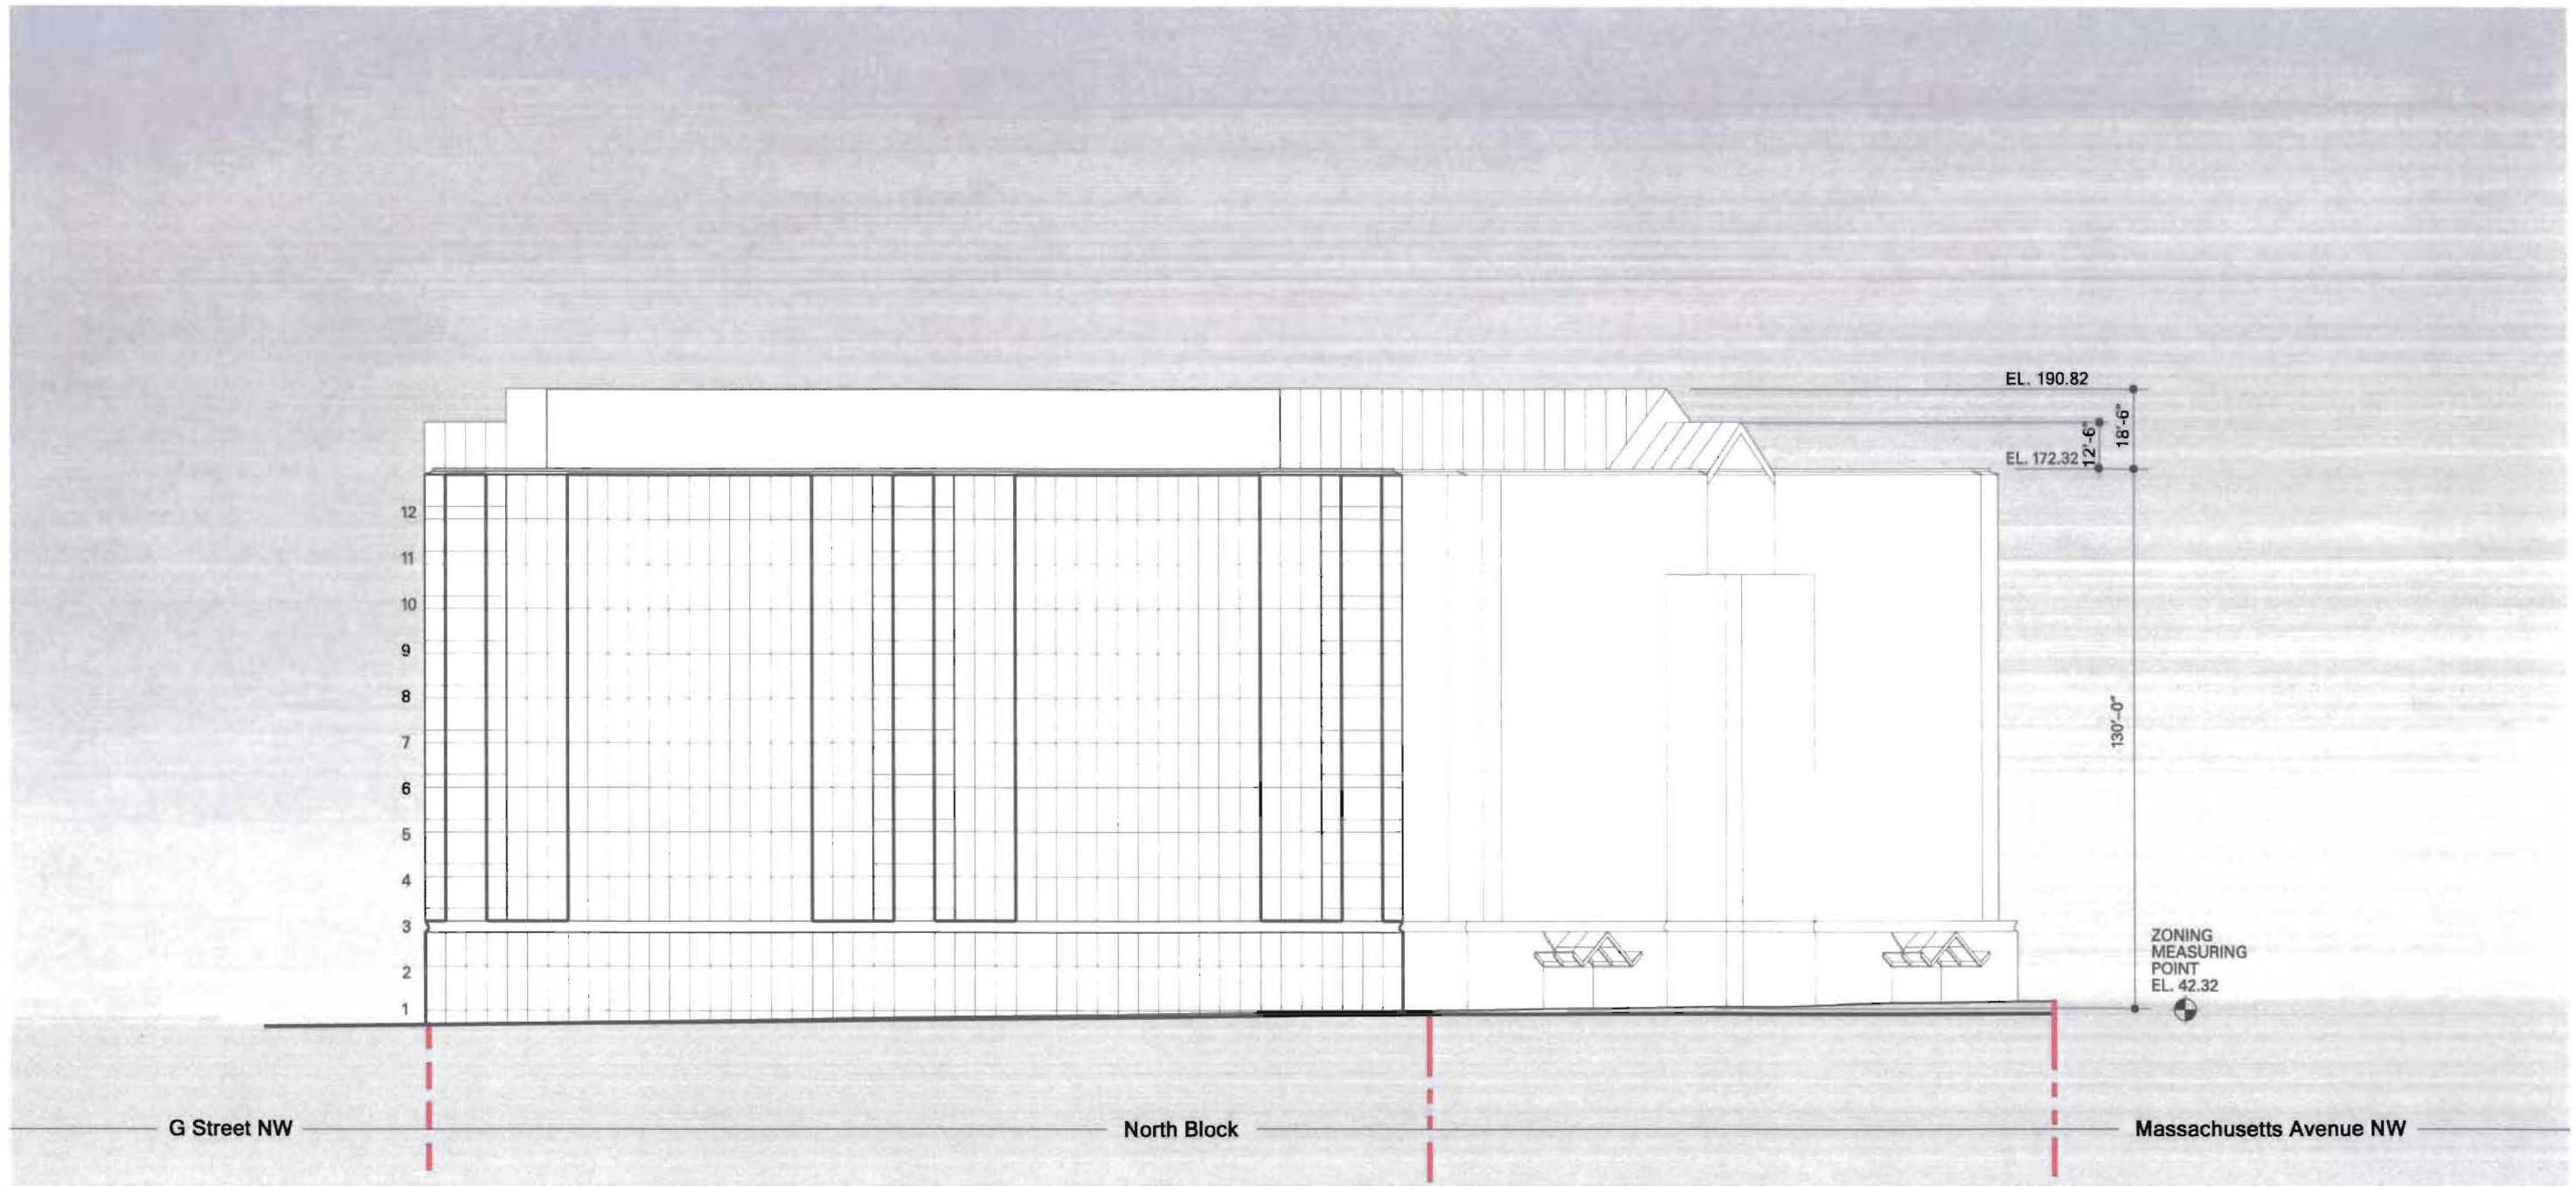 EL. 190.82
12'-6"
18'-6"
EL. 172.32
12
11
10
9
8
7
6
5
4
3
2
1
130'-0"
ZONING
MEASURING
POINT
EL. 42.32
G Street NW
North Block
Massachusetts Avenue NW